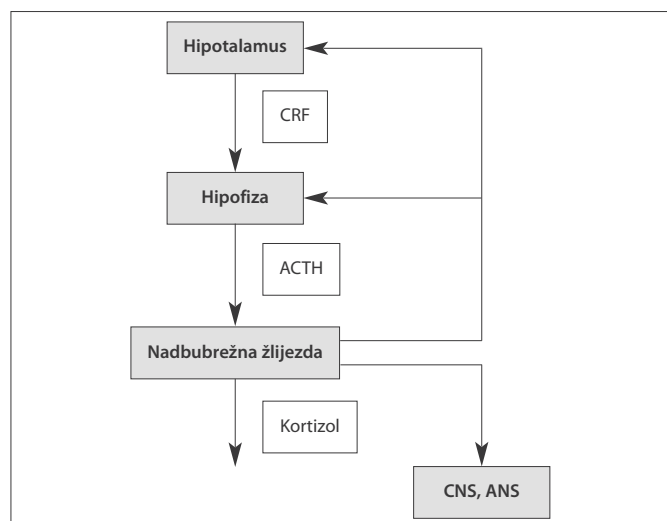 Hipotalamus
CRF
Hipofiza
ACTH
Nadbubrežna žlijezda
Kortizol
CNS, ANS